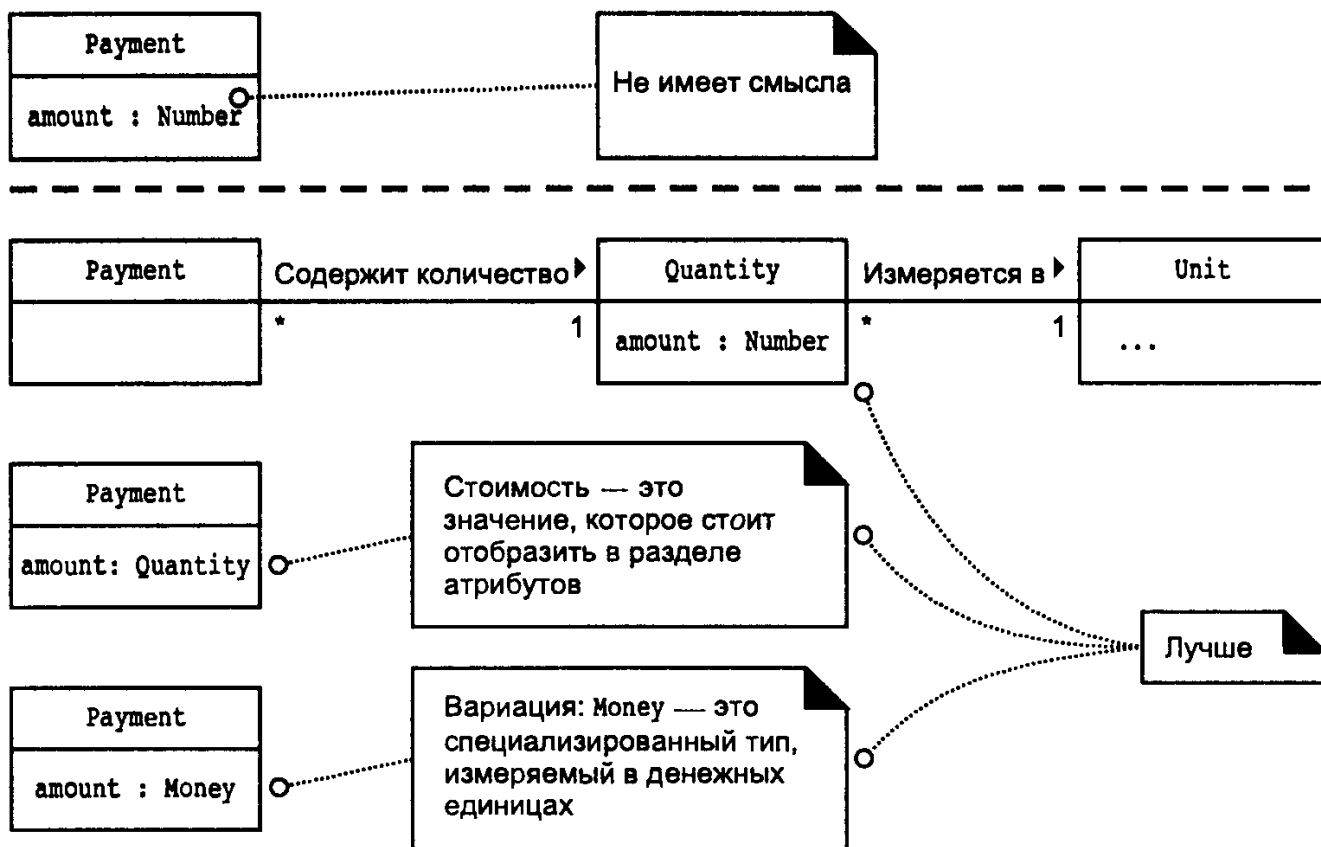 Payment
amount : Number
Не имеет смысла
Payment
Содержит количество
*
1
Quantity
amount : Number
Измеряется в
*
1
Unit
...
Payment
amount: Quantity
Стоимость — это
значение, которое стоит
отобразить в разделе
атрибутов
Лучше
Payment
amount : Money
Вариация: Money — это
специализированный тип,
измеряемый в денежных
единицах